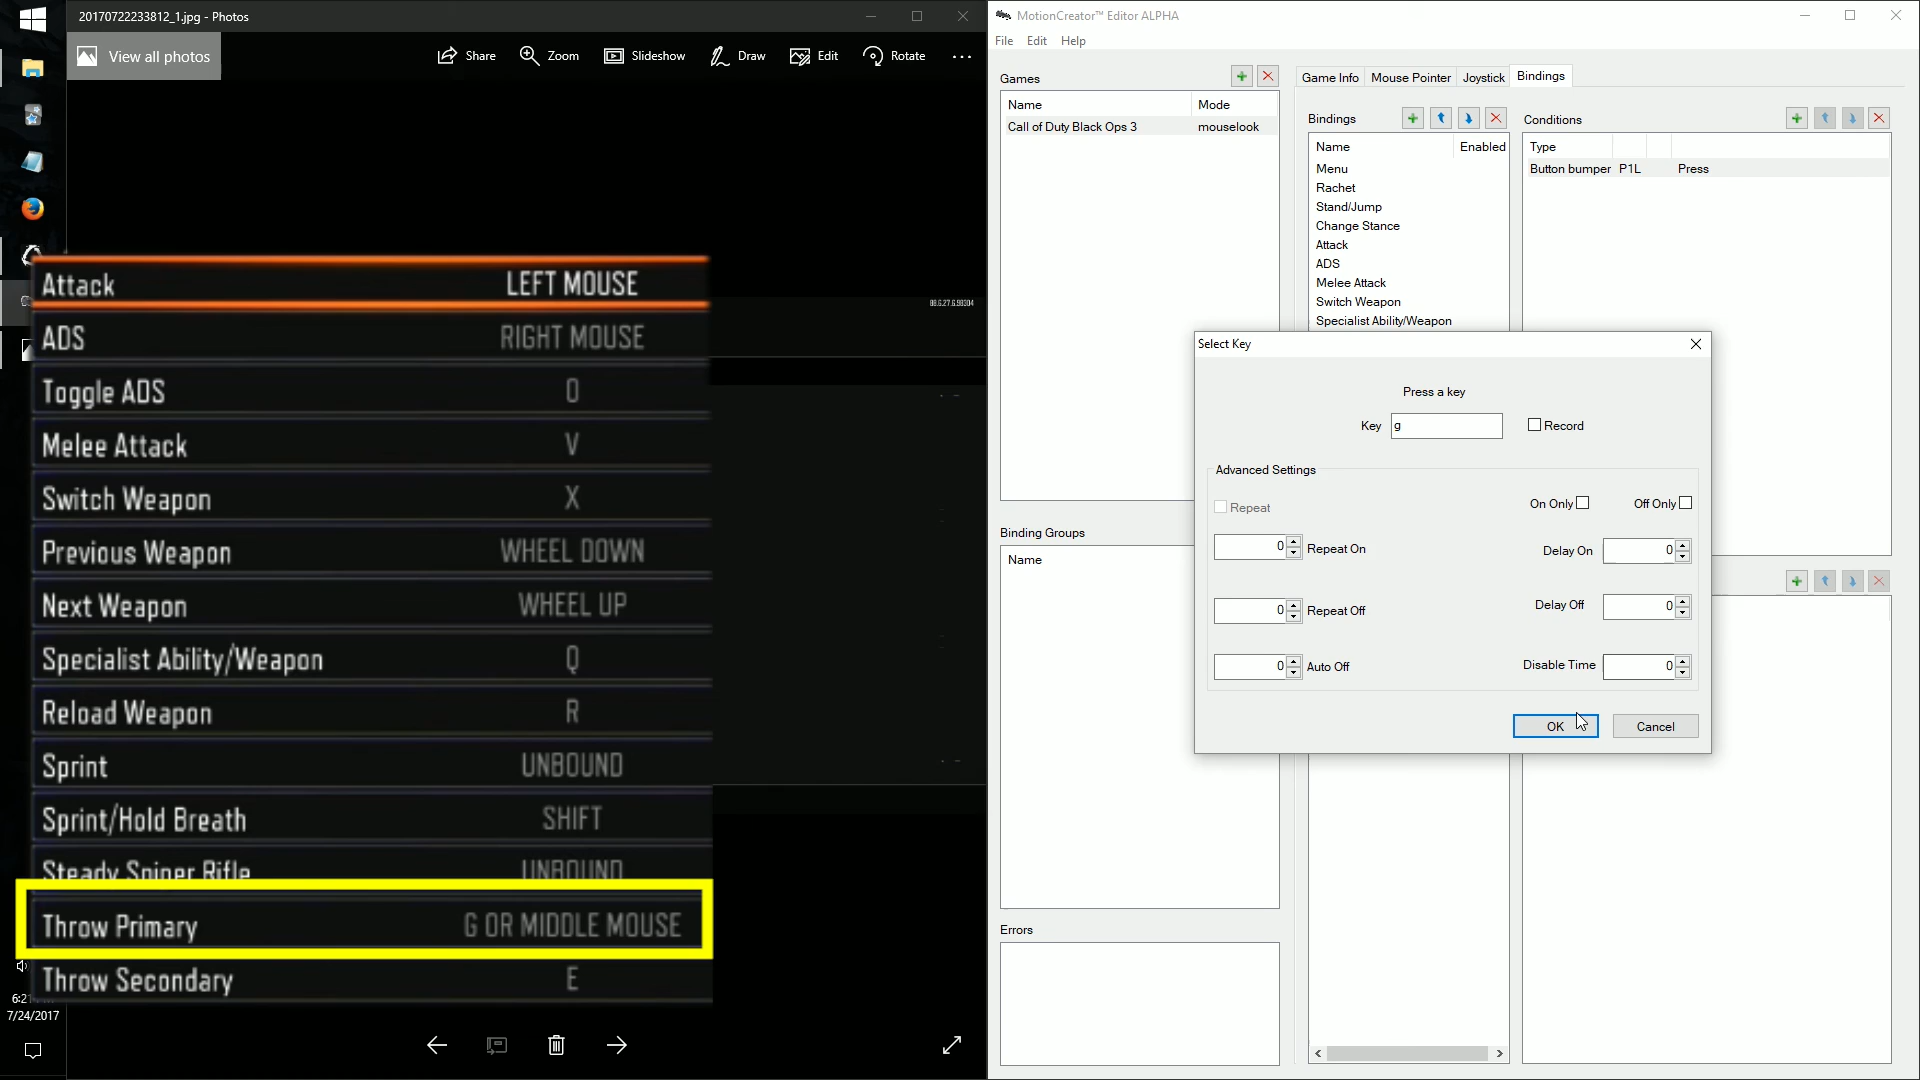 20170722233812_1.jpg - Photos
View all photos
Share
Zoom
Slideshow
Draw
Edit
Rotate
Attack LEFT MOUSE
ADS RIGHT MOUSE
Toggle ADS O
Melee Attack V
Switch Weapon X
Previous Weapon WHEEL DOWN
Next Weapon WHEEL UP
Specialist Ability/Weapon Q
Reload Weapon R
Sprint UNBOUND
Sprint/Hold Breath SHIFT
Steady Sniper Rifle UNBOUND
Throw Primary G OR MIDDLE MOUSE
Throw Secondary E
7/24/2017
MotionCreator™ Editor ALPHA
File Edit Help
Games
Name Mode
Call of Duty Black Ops 3 mouselook
Binding Groups
Name
Errors
Game Info Mouse Pointer Joystick Bindings
Bindings
Name Enabled
Menu
Rachet
Stand/Jump
Change Stance
Attack
ADS
Melee Attack
Switch Weapon
Specialist Ability/Weapon
Conditions
Type
Button bumper P1L Press
Select Key
Press a key
Key g Record
Advanced Settings
Repeat On Only Off Only
0 Repeat On Delay On 0
0 Repeat Off Delay Off 0
0 Auto Off Disable Time 0
OK Cancel